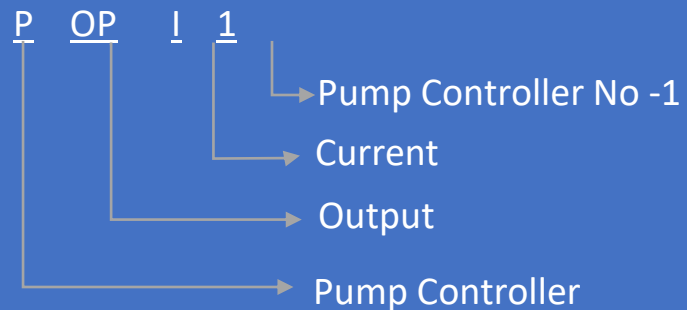 P OP I 1
Pump Controller No -1
Current
Output
Pump Controller